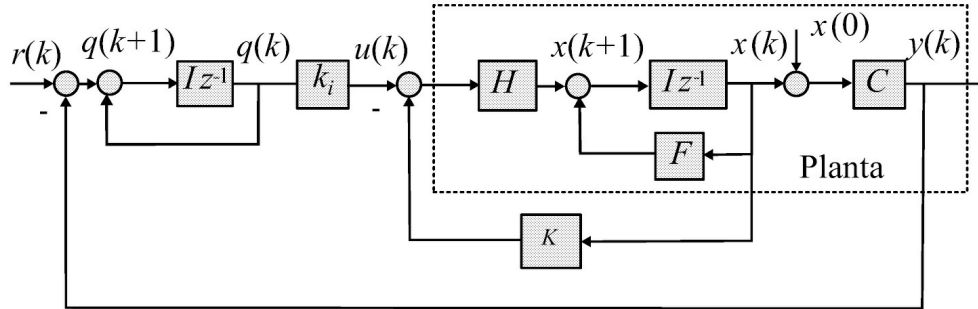 x(0)
r(k) q(k+1) q(k) u(k) x(k+1) x(k) y(k)
Iz⁻¹ kᵢ H Iz⁻¹ C
- -
F
Planta
K